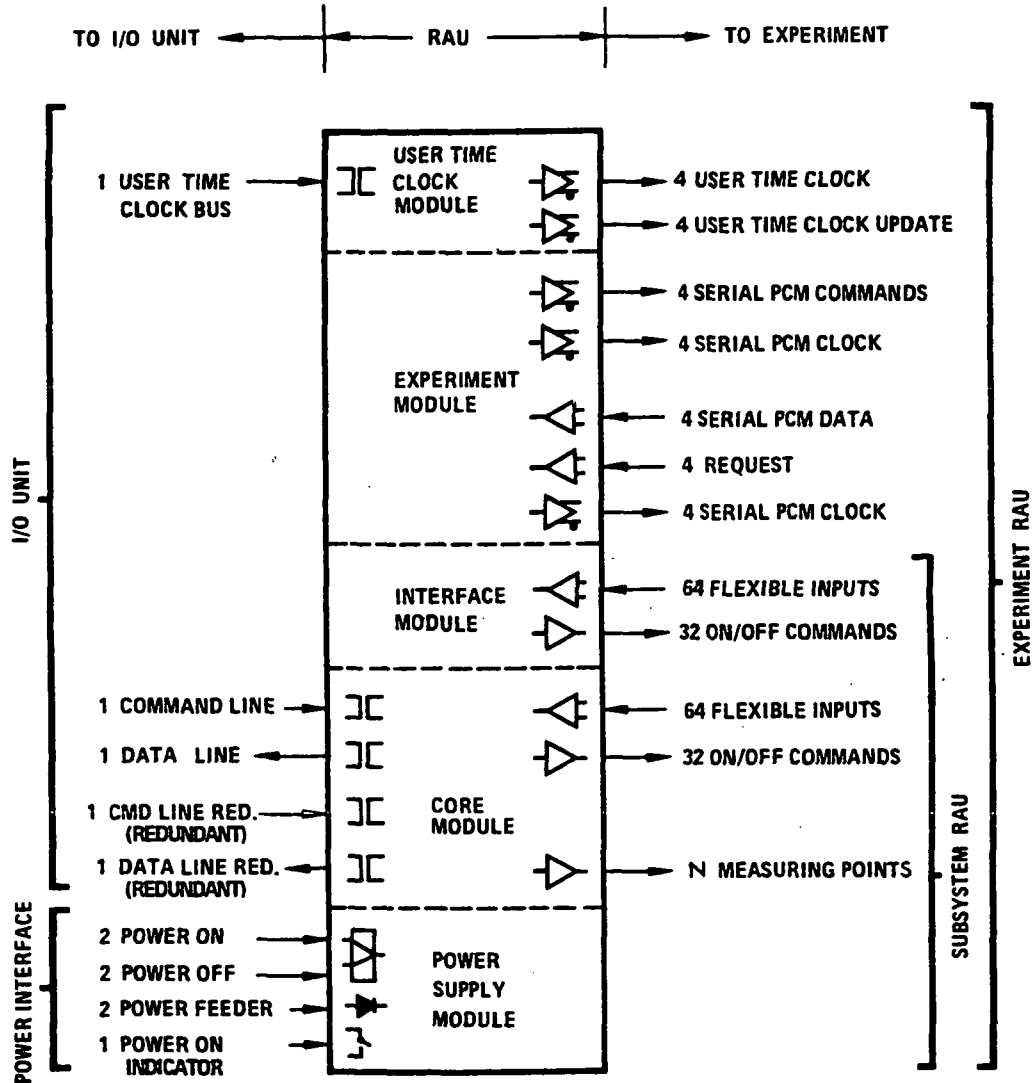 TO I/O UNIT
RAU
TO EXPERIMENT
1 USER TIME
CLOCK BUS
USER TIME
CLOCK
MODULE
4 USER TIME CLOCK
4 USER TIME CLOCK UPDATE
EXPERIMENT
MODULE
4 SERIAL PCM COMMANDS
4 SERIAL PCM CLOCK
4 SERIAL PCM DATA
4 REQUEST
4 SERIAL PCM CLOCK
I/O UNIT
EXPERIMENT RAU
INTERFACE
MODULE
64 FLEXIBLE INPUTS
32 ON/OFF COMMANDS
1 COMMAND LINE
1 DATA LINE
1 CMD LINE RED.
(REDUNDANT)
1 DATA LINE RED.
(REDUNDANT)
CORE
MODULE
64 FLEXIBLE INPUTS
32 ON/OFF COMMANDS
N MEASURING POINTS
SUBSYSTEM RAU
POWER INTERFACE
2 POWER ON
2 POWER OFF
2 POWER FEEDER
1 POWER ON
INDICATOR
POWER
SUPPLY
MODULE